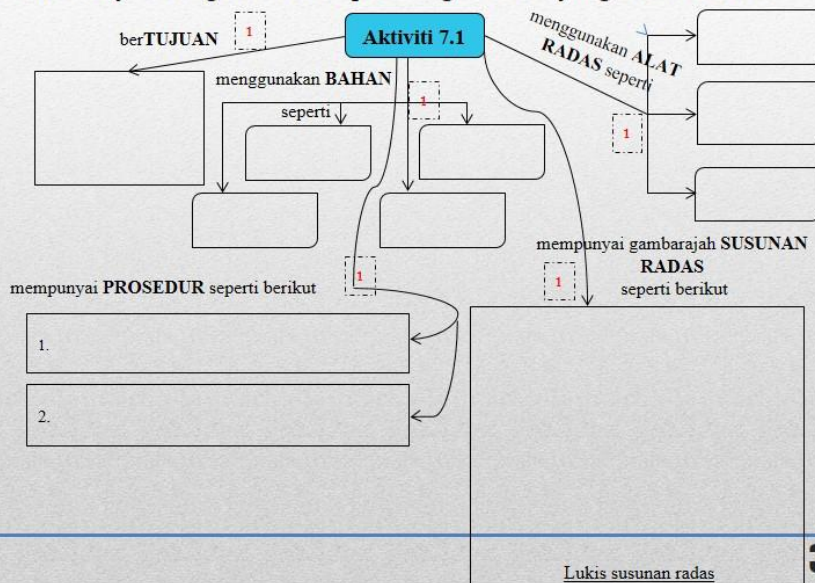 Aktiviti 7.1
berTUJUAN
1
menggunakan BAHAN
seperti
1
menggunakan ALAT
RADAS seperti
1
mempunyai PROSEDUR seperti berikut
1
1.
2.
mempunyai gambarajah SUSUNAN
RADAS
seperti berikut
1
Lukis susunan radas